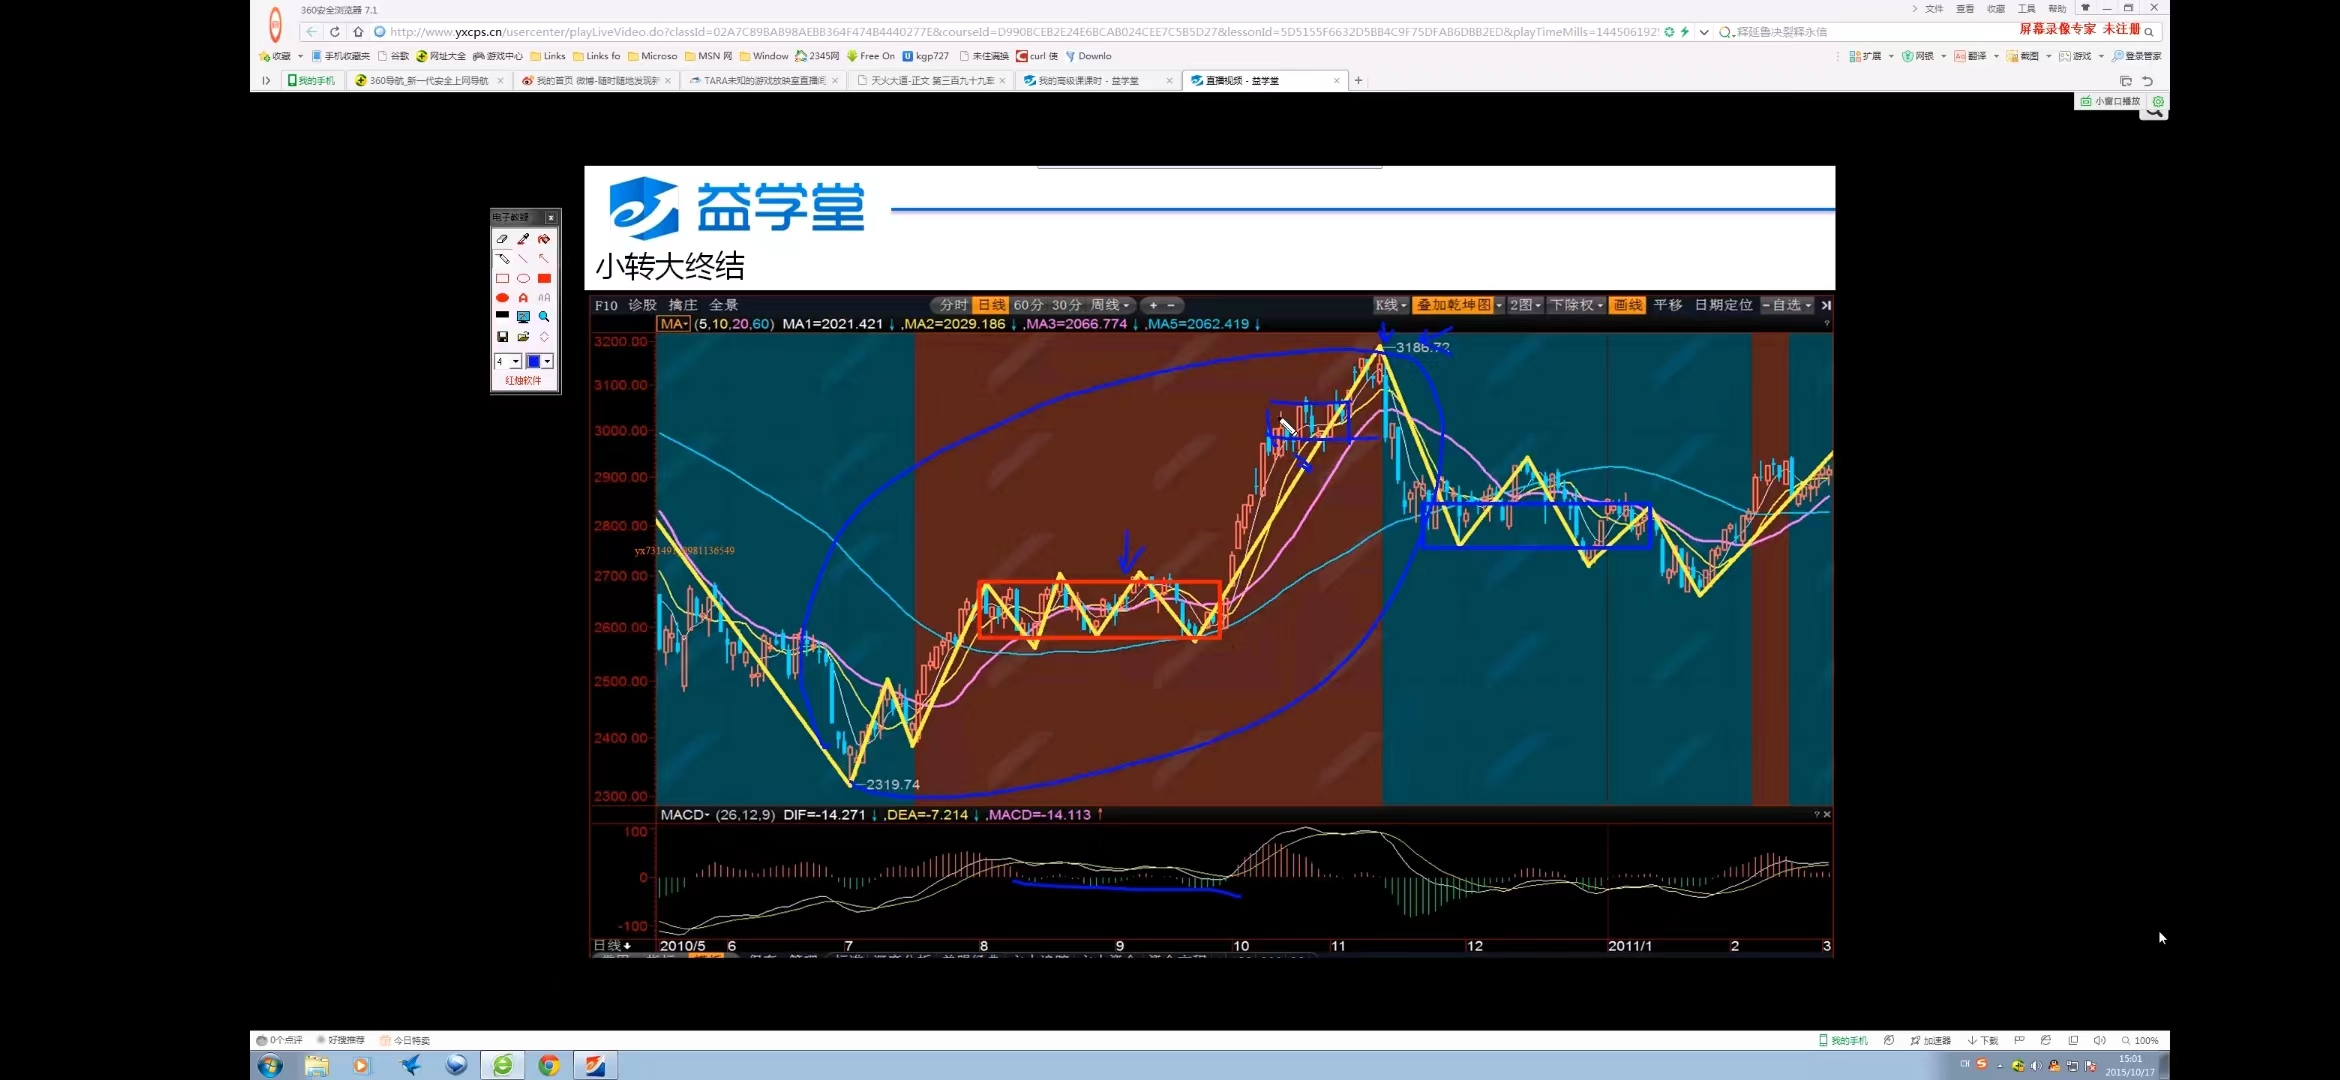 360安全浏览器 7.1
文件 查看 收藏 工具 帮助
http://www.yxcps.cn/usercenter/playLiveVideo.do?classId=02A7C89BAB98AEBB364F474B4440277E&courseId=D990BCEB2E24E6BCAB024CEE7C5B5D27&lessonId=5D5155F6632D5BB4C9F75DFAB6DBB2ED&playTimeMills=144506192
释延鲁决裂释永信
屏幕录像专家 未注册
收藏 手机收藏夹 谷歌 网址大全 游戏中心 Links Links fo Microso MSN 网 Window 2345网 Free On kgp727 未住满换 curl 使 Downlo
扩展 网银 翻译 截图 游戏 登录管家
我的手机 360导航_新一代安全上网导航 我的首页 微博-随时随地发现新 TARA未知的游戏放映室直播间 天火大道-正文 第三百九十九章 我的高级课课时 - 益学堂 直播视频 - 益学堂
小窗口播放
益学堂
小转大终结
电子教鞭
4
红烛软件
F10 诊股 擒庄 全景 分时 日线 60分 30分 周线 + - K线 叠加乾坤图 2图 下除权 画线 平移 日期定位 自选
MA (5,10,20,60) MA1=2021.421↓ ,MA2=2029.186↓ ,MA3=2066.774↓ ,MA5=2062.419↓
3200.00
3186.72
3100.00
3000.00
2900.00
2800.00
2700.00
2600.00
2500.00
2400.00
2319.74
2300.00
MACD (26,12,9) DIF=-14.271↓ ,DEA=-7.214↓ ,MACD=-14.113↑
100
0
-100
日线 2010/5 6 7 8 9 10 11 12 2011/1 2 3
0个点评 好搜推荐 今日特卖
我的手机 加速器 下载 100%
CH
15:01
2015/10/17